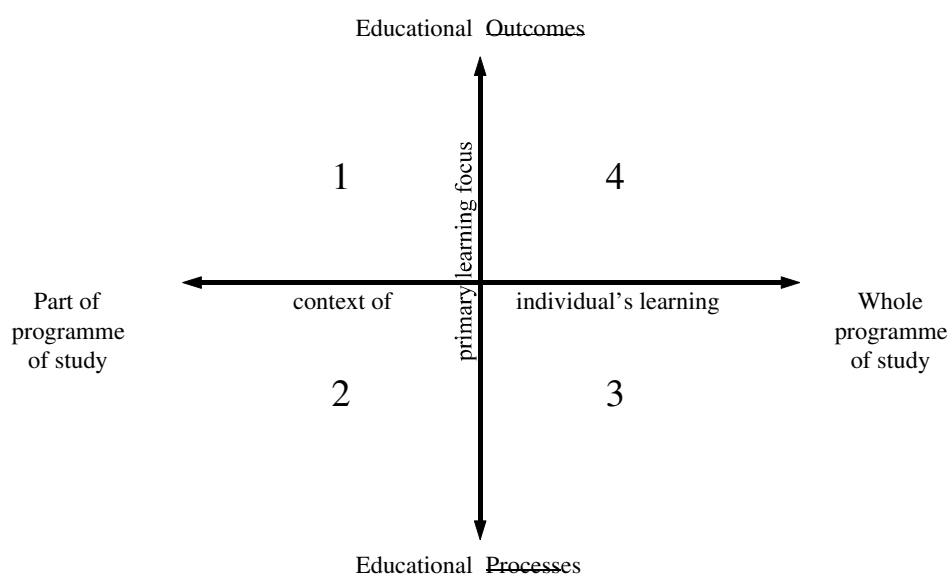 Educational Outcomes
1
4
primary learning focus
context of
individual’s learning
Part of
programme
of study
Whole
programme
of study
2
3
Educational Processes